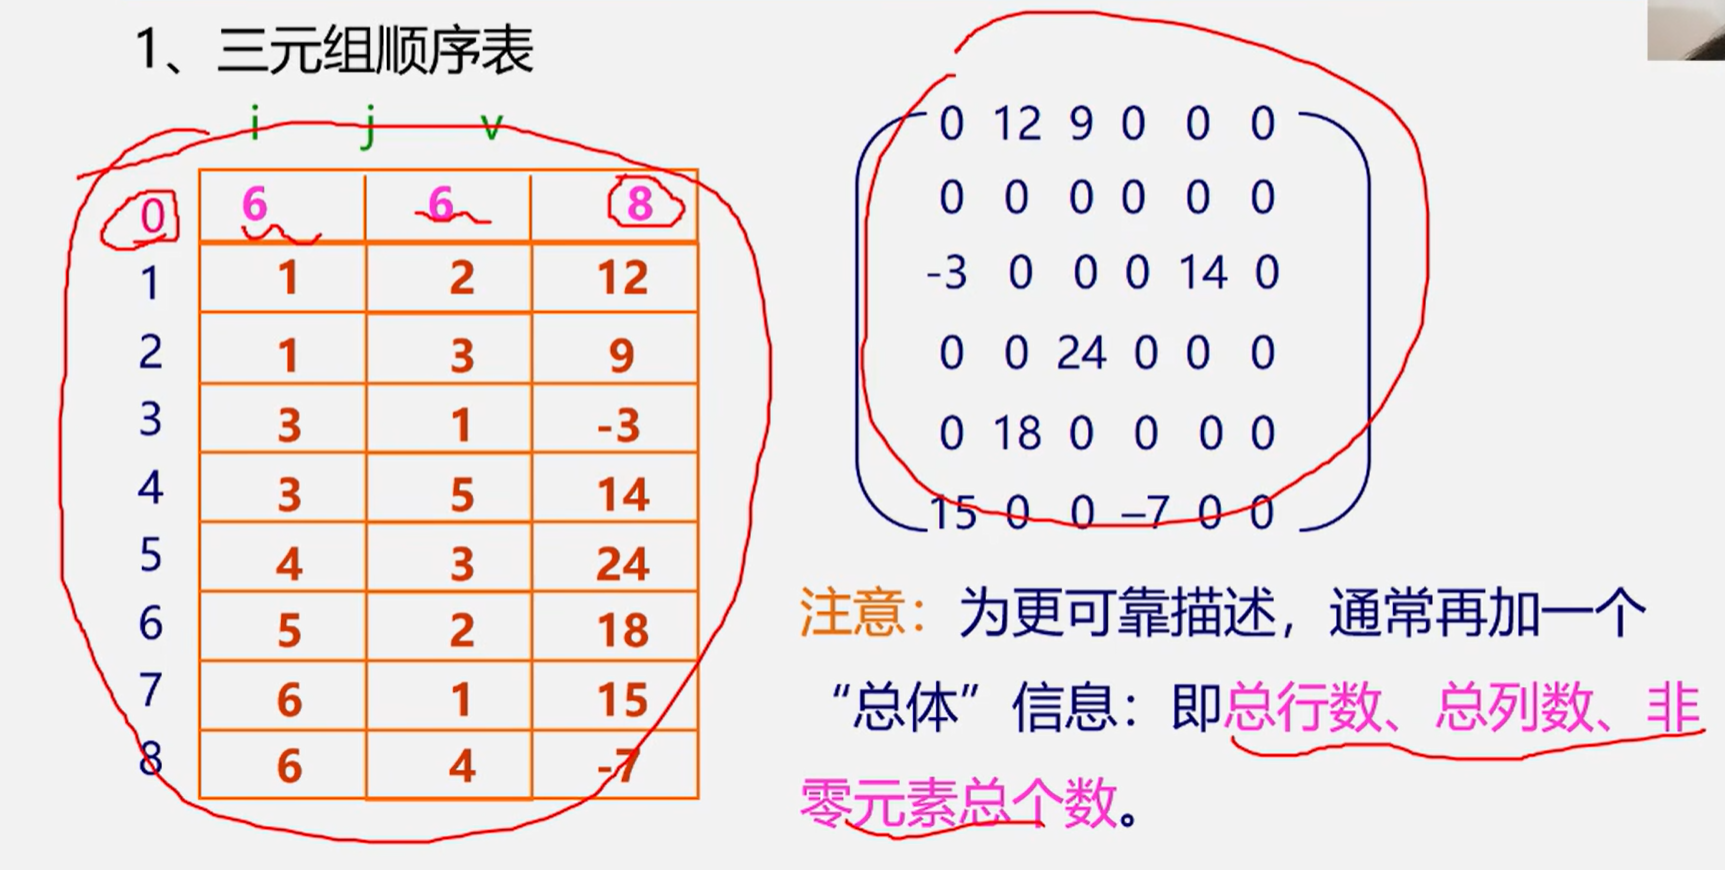 1、三元组顺序表
i j v
0 6 6 8
1 1 2 12
2 1 3 9
3 3 1 -3
4 3 5 14
5 4 3 24
6 5 2 18
7 6 1 15
8 6 4 -7
0 12 9 0 0 0
0 0 0 0 0 0
-3 0 0 0 14 0
0 0 24 0 0 0
0 18 0 0 0 0
15 0 0 –7 0 0
注意：为更可靠描述，通常再加一个
“总体”信息：即总行数、总列数、非
零元素总个数。